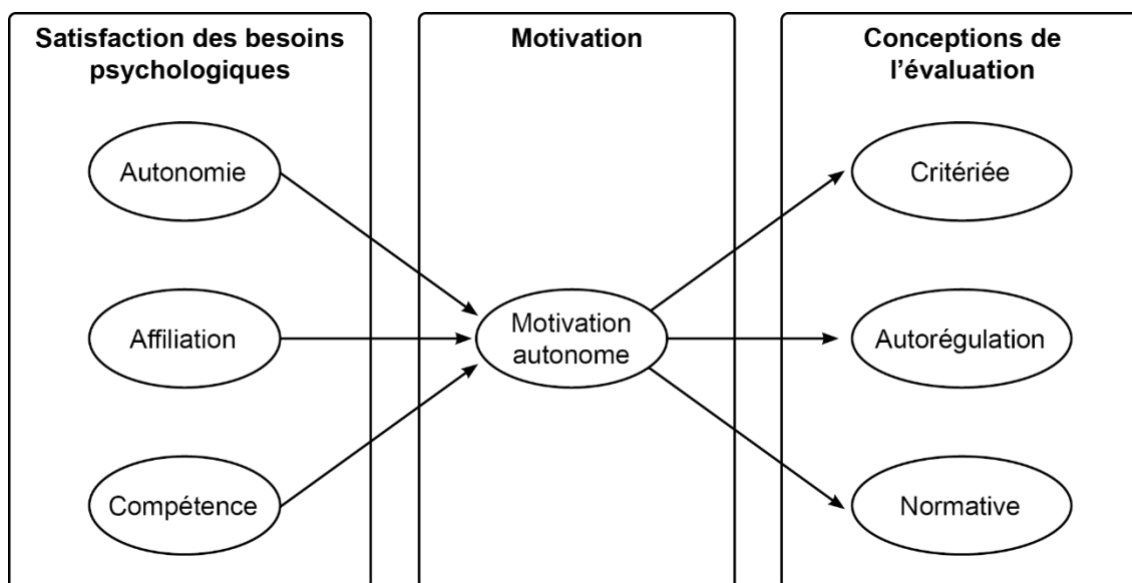 Satisfaction des besoins
psychologiques
Autonomie
Affiliation
Compétence
Motivation
Motivation
autonome
Conceptions de
l’évaluation
Critériée
Autorégulation
Normative